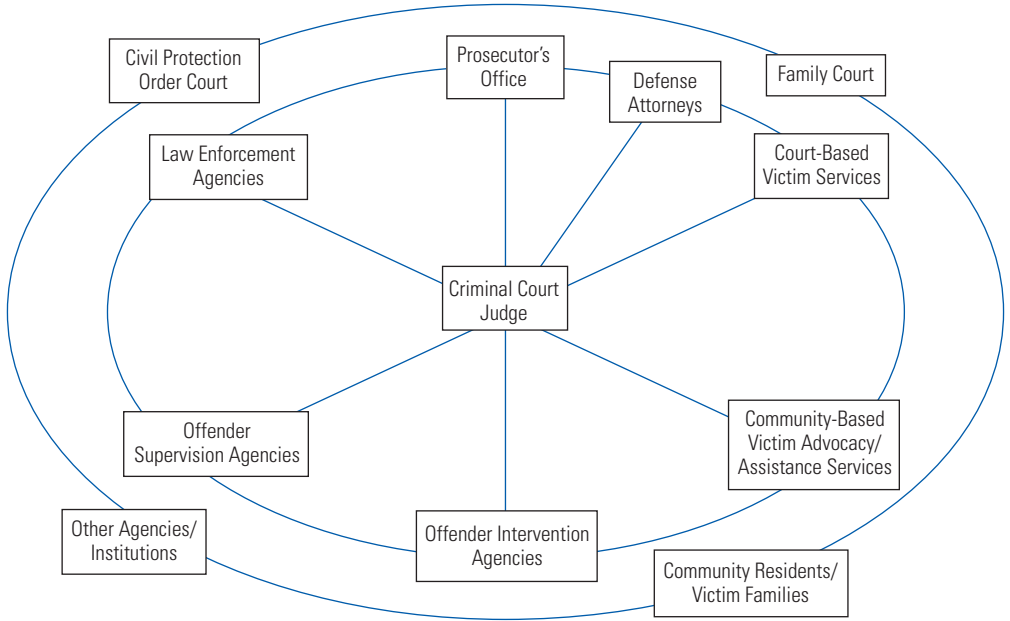 Civil Protection
Order Court
Prosecutor's
Office
Defense
Attorneys
Family Court
Law Enforcement
Agencies
Court-Based
Victim Services
Criminal Court
Judge
Offender
Supervision Agencies
Community-Based
Victim Advocacy/
Assistance Services
Other Agencies/
Institutions
Offender Intervention
Agencies
Community Residents/
Victim Families